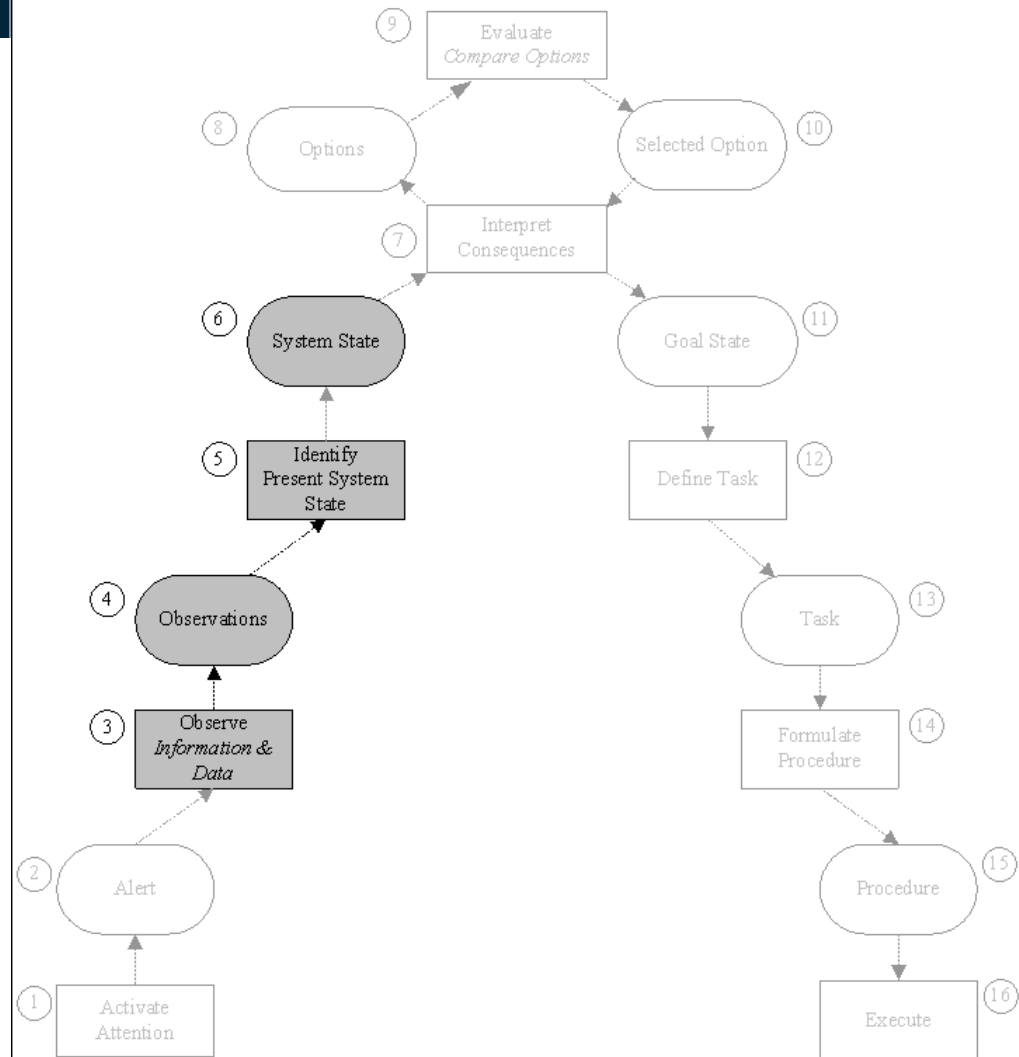 9
Evaluate
Compare Options
8
Options
Selected Option
10
7
Interpret
Consequences
6
System State
Goal State
11
5
Identify
Present System
State
Define Task
12
4
Observations
Task
13
3
Observe
Information &
Data
Formulate
Procedure
14
2
Alert
Procedure
15
1
Activate
Attention
Execute
16